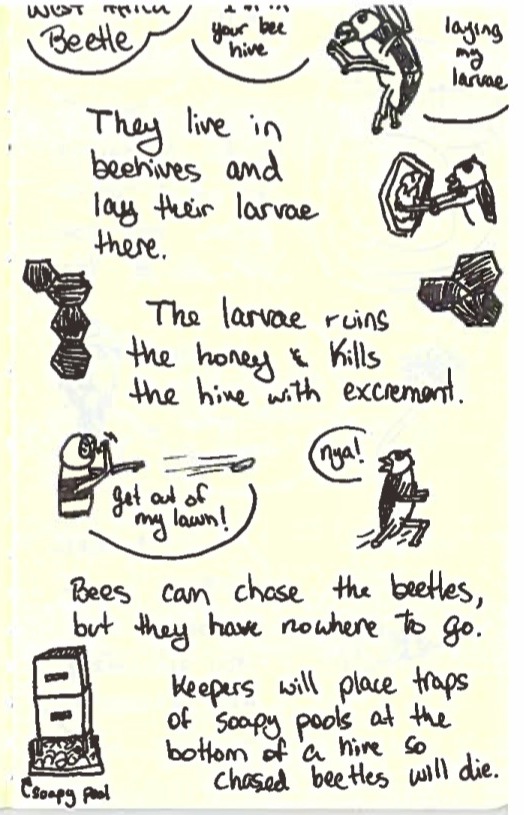 Beetle
your bee
hive
laying
my
larvae
They live in
beehives and
lay their larvae
there.
The larvae ruins
the honey & kills
the hive with excrement.
nya!
get out of
my lawn!
Bees can chase the beetles,
but they have nowhere to go.
Keepers will place traps
of soapy pools at the
bottom of a hive so
chased beetles will die.
soapy pool